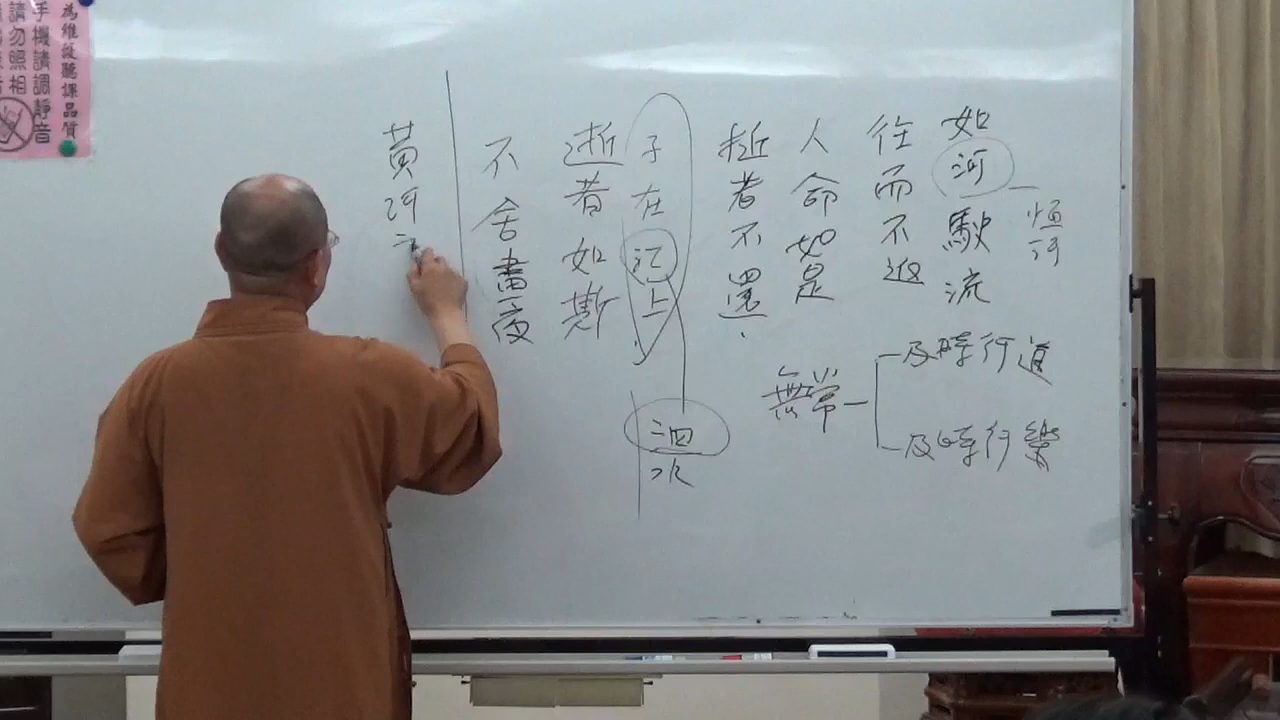 恒河
如河駛流
往而不返
人命如是
逝者不還.
無常
及時行道
及時行樂
子在江上
泗水
逝者如斯
不舍晝夜
黃河
為維護聽課品質
手機請調靜音
請勿照相